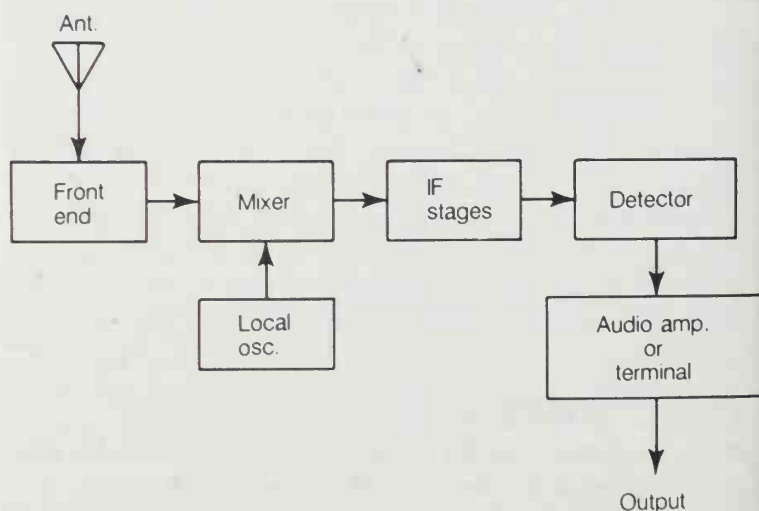 Ant.
Front
end
Mixer
IF
stages
Detector
Local
osc.
Audio amp.
or
terminal
Output